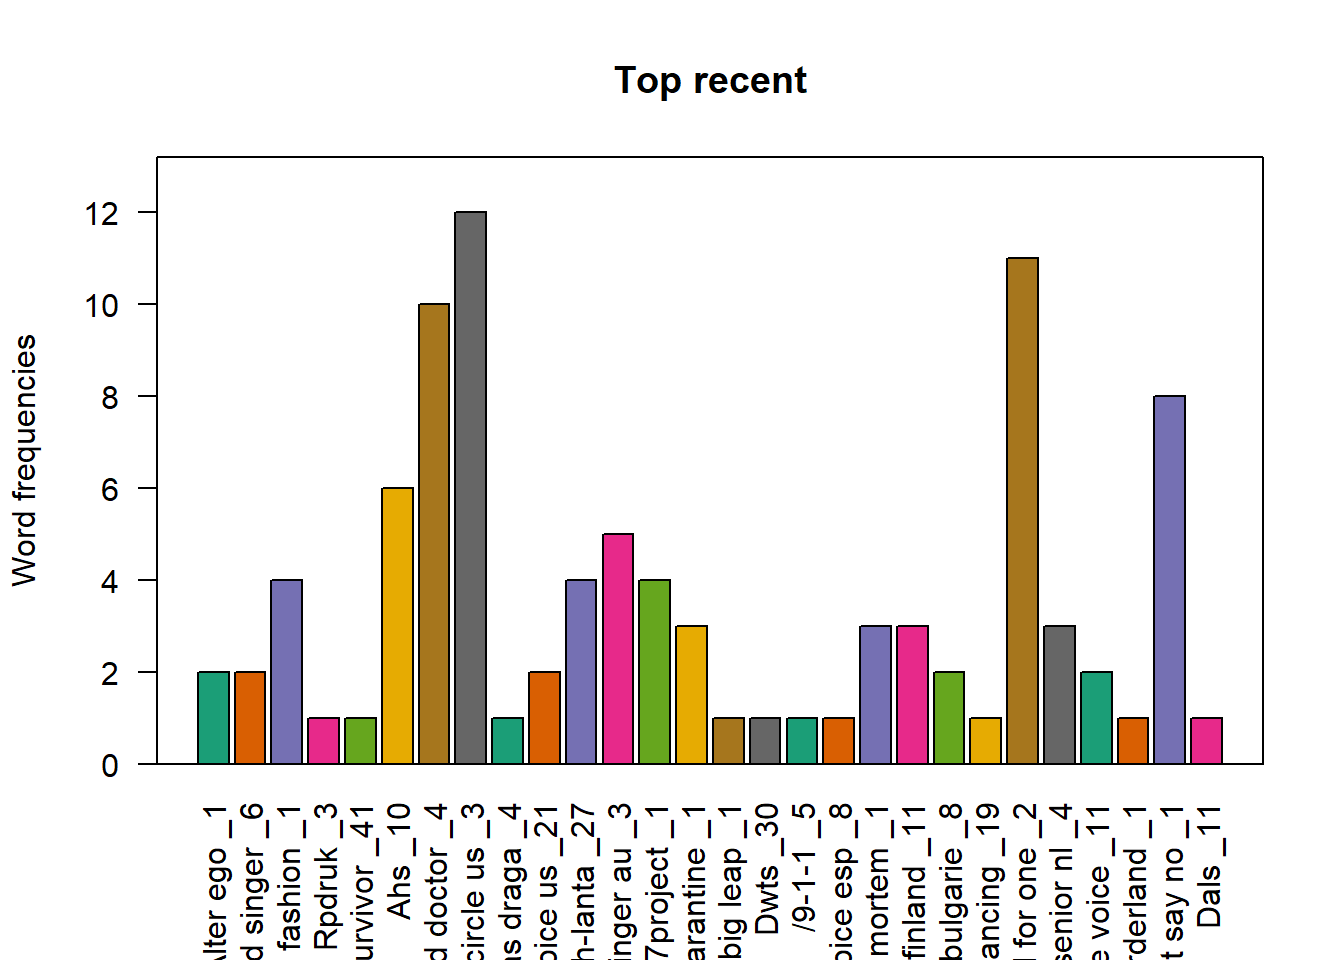 Top recent
Word frequencies
12
10
8
6
4
2
0
Alter ego _1
d singer _6
fashion _1
Rpdruk _3
urvivor _41
Ahs _10
d doctor _4
circle us _3
as draga _4
oice us _21
h-lanta _27
inger au _3
7project _1
arantine _1
big leap _1
Dwts _30
/9-1-1 _5
oice esp _8
mortem _1
finland _11
bulgarie _8
ancing _19
l for one _2
senior nl _4
e voice _11
rderland _1
t say no _1
Dals _11